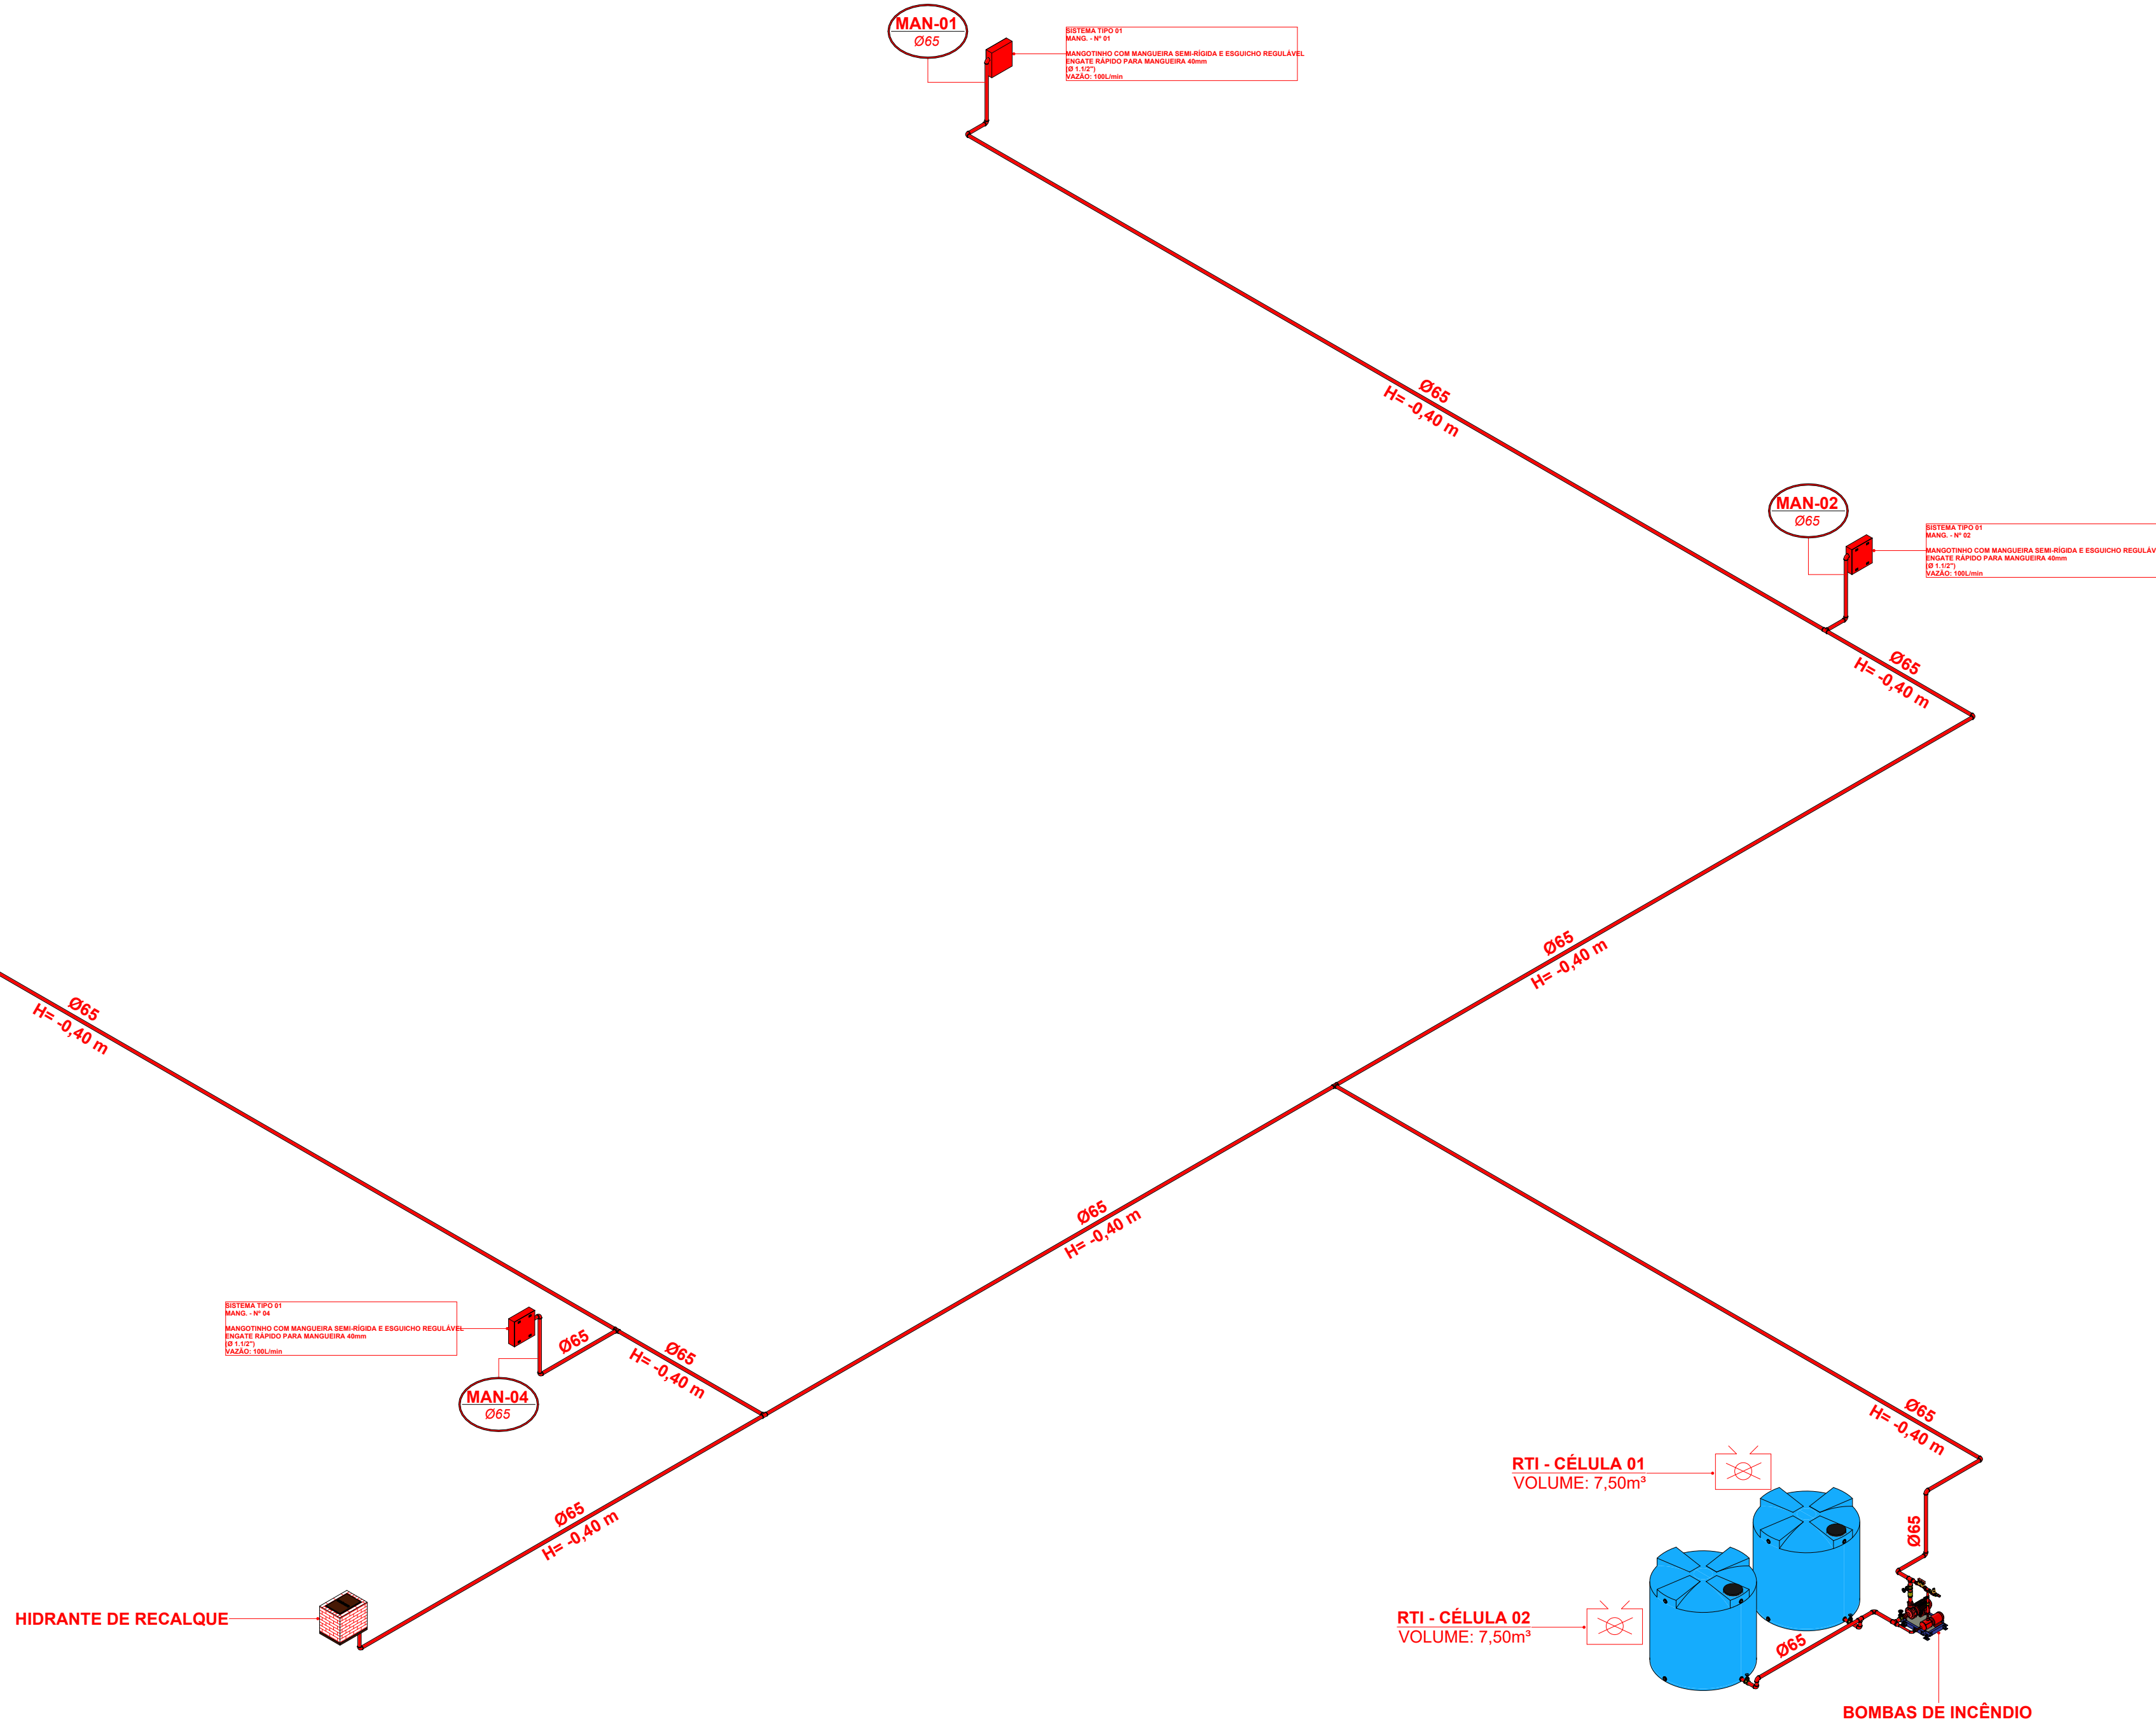 MAN-01
Ø65
SISTEMA TIPO 01
MANG. - Nº 01
MANGOTINHO COM MANGUEIRA SEMI-RÍGIDA E ESGUICHO REGULÁVEL
ENGATE RÁPIDO PARA MANGUEIRA 40mm
(Ø 1.1/2")
VAZÃO: 100L/min
Ø65
H= -0,40 m
MAN-02
Ø65
SISTEMA TIPO 01
MANG. - Nº 02
MANGOTINHO COM MANGUEIRA SEMI-RÍGIDA E ESGUICHO REGULÁV
ENGATE RÁPIDO PARA MANGUEIRA 40mm
(Ø 1.1/2")
VAZÃO: 100L/min
Ø65
H= -0,40 m
Ø65
H= -0,40 m
Ø65
H= -0,40 m
Ø65
H= -0,40 m
SISTEMA TIPO 01
MANG. - Nº 04
MANGOTINHO COM MANGUEIRA SEMI-RÍGIDA E ESGUICHO REGULÁVEL
ENGATE RÁPIDO PARA MANGUEIRA 40mm
(Ø 1.1/2")
VAZÃO: 100L/min
Ø65
Ø65
H= -0,40 m
MAN-04
Ø65
Ø65
H= -0,40 m
RTI - CÉLULA 01
VOLUME: 7,50m³
Ø65
H= -0,40 m
Ø65
HIDRANTE DE RECALQUE
RTI - CÉLULA 02
VOLUME: 7,50m³
Ø65
BOMBAS DE INCÊNDIO